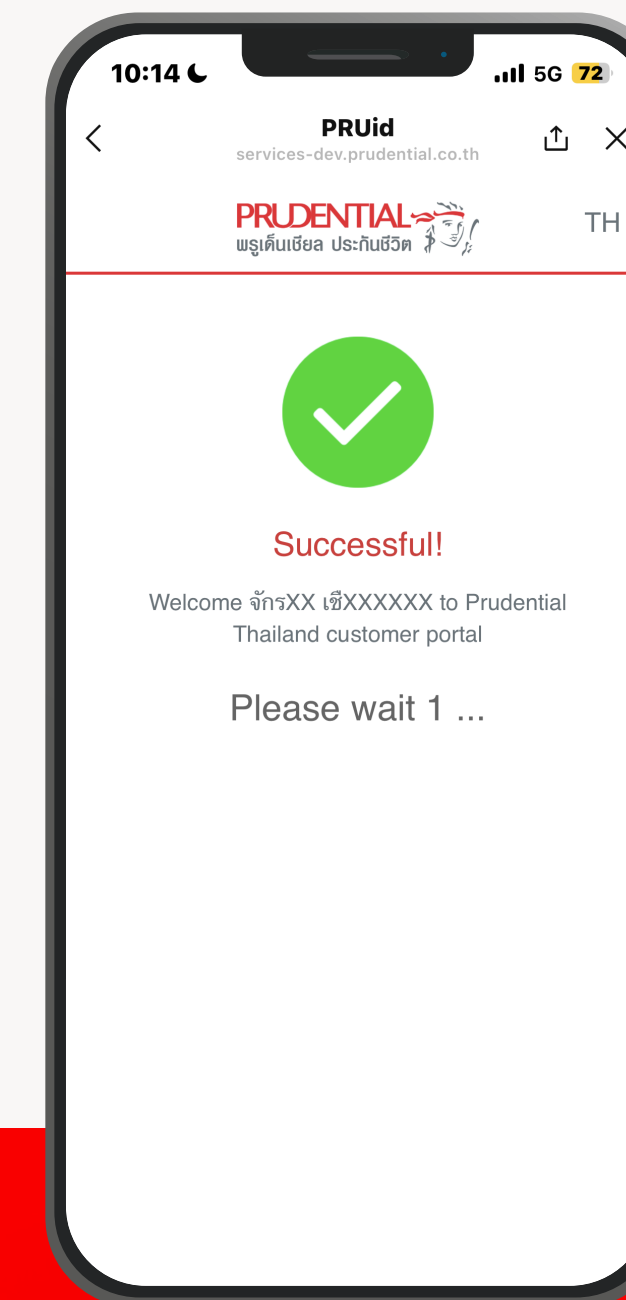 10:14
5G 72
PRUid
services-dev.prudential.co.th
PRUDENTIAL
พรูเด็นเชียล ประกันชีวิต
TH
Successful!
Welcome จักรXX เชืXXXXXX to Prudential
Thailand customer portal
Please wait 1 ...